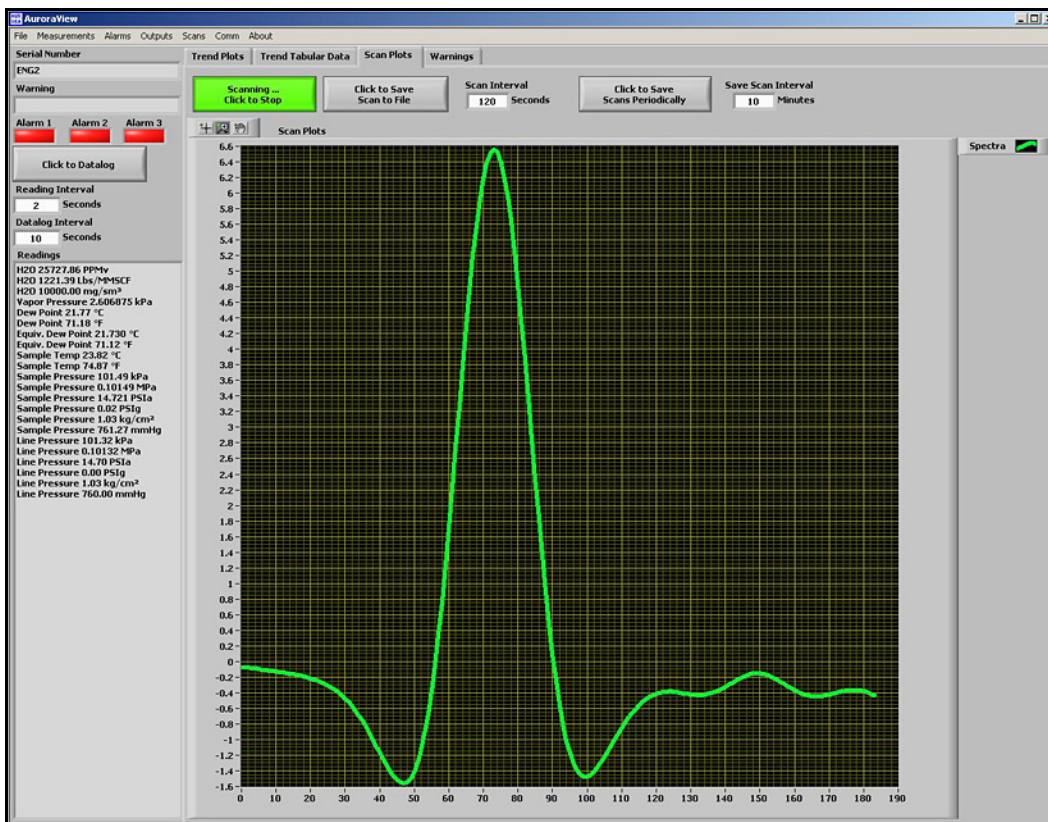 AuroraView
File Measurements Alarms Outputs Scans Comm About
Serial Number
ENG2
Warning
Alarm 1 Alarm 2 Alarm 3
Click to Datalog
Reading Interval
2 Seconds
Datalog Interval
10 Seconds
Readings
H2O 25727.86 PPMv
H2O 1221.39 Lbs/MMSCF
H2O 10000.00 mg/sm³
Vapor Pressure 2.606875 kPa
Dew Point 21.77 °C
Dew Point 71.18 °F
Equiv. Dew Point 21.730 °C
Equiv. Dew Point 71.12 °F
Sample Temp 23.82 °C
Sample Temp 74.87 °F
Sample Pressure 101.49 kPa
Sample Pressure 0.10149 MPa
Sample Pressure 14.721 PSIa
Sample Pressure 0.02 PSIg
Sample Pressure 1.03 kg/cm²
Sample Pressure 761.27 mmHg
Line Pressure 101.32 kPa
Line Pressure 0.10132 MPa
Line Pressure 14.70 PSIa
Line Pressure 0.00 PSIg
Line Pressure 1.03 kg/cm²
Line Pressure 760.00 mmHg
Trend Plots Trend Tabular Data Scan Plots Warnings
Scanning ...
Click to Stop
Click to Save
Scan to File
Scan Interval
120 Seconds
Click to Save
Scans Periodically
Save Scan Interval
10 Minutes
Scan Plots
Spectra
6.6
6.4
6.2
6
5.8
5.6
5.4
5.2
5
4.8
4.6
4.4
4.2
4
3.8
3.6
3.4
3.2
3
2.8
2.6
2.4
2.2
2
1.8
1.6
1.4
1.2
1
0.8
0.6
0.4
0.2
0
-0.2
-0.4
-0.6
-0.8
-1
-1.2
-1.4
-1.6
0 10 20 30 40 50 60 70 80 90 100 110 120 130 140 150 160 170 180 190